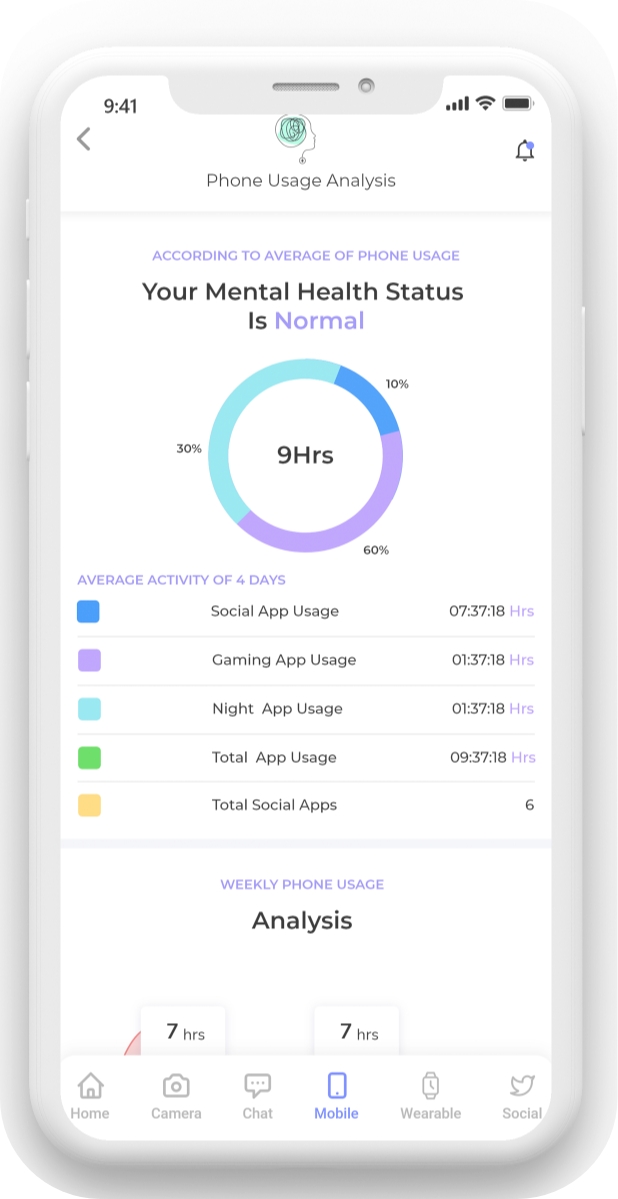 9:41
Phone Usage Analysis
ACCORDING TO AVERAGE OF PHONE USAGE
Your Mental Health Status
Is Normal
10%
30%
9Hrs
60%
AVERAGE ACTIVITY OF 4 DAYS
Social App Usage 07:37:18 Hrs
Gaming App Usage 01:37:18 Hrs
Night App Usage 01:37:18 Hrs
Total App Usage 09:37:18 Hrs
Total Social Apps 6
WEEKLY PHONE USAGE
Analysis
7 hrs 7 hrs
Home Camera Chat Mobile Wearable Social